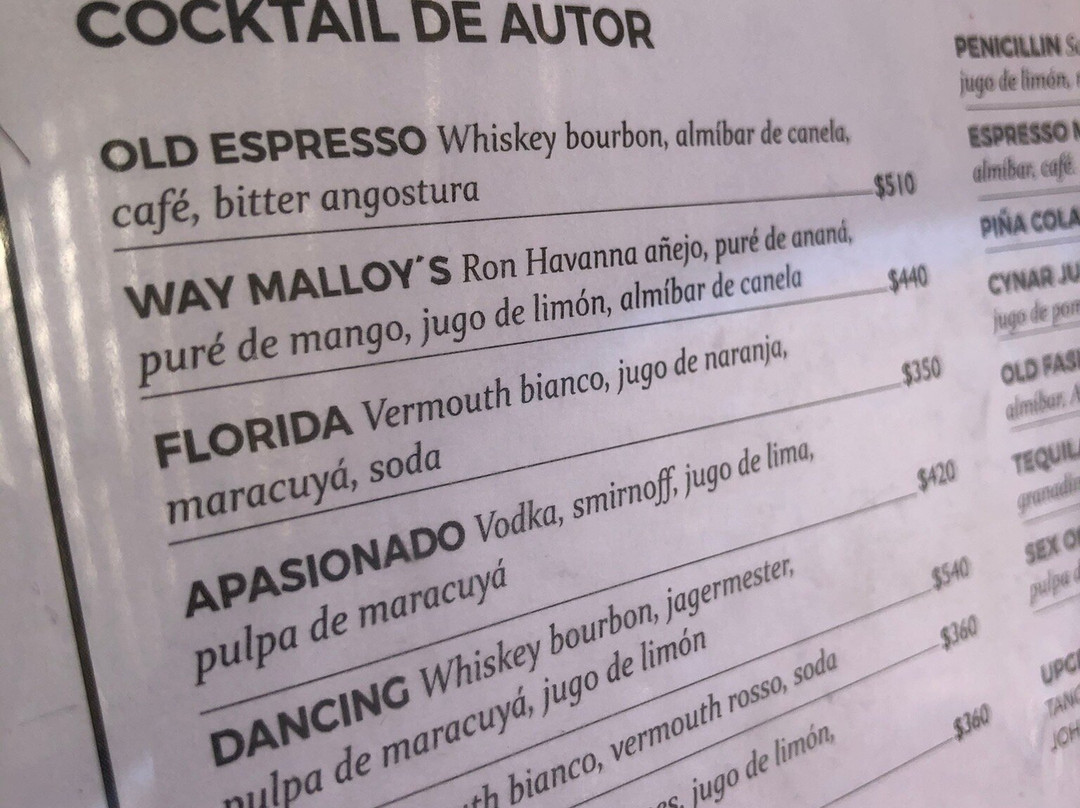 COCKTAIL DE AUTOR
OLD ESPRESSO Whiskey bourbon, almíbar de canela,
café, bitter angostura $510
WAY MALLOY´S Ron Havanna añejo, puré de ananá,
puré de mango, jugo de limón, almíbar de canela $440
FLORIDA Vermouth bianco, jugo de naranja,
maracuyá, soda $350
APASIONADO Vodka, smirnoff, jugo de lima,
pulpa de maracuyá $420
DANCING Whiskey bourbon, jagermester,
pulpa de maracuyá, jugo de limón $540
bianco, vermouth rosso, soda $360
jugo de limón, $360
PENICILLIN
jugo de limón,
ESPRESSO
almíbar, café.
PIÑA
CYNAR
jugo de
OLD
almíbar,
SEX
pulpa